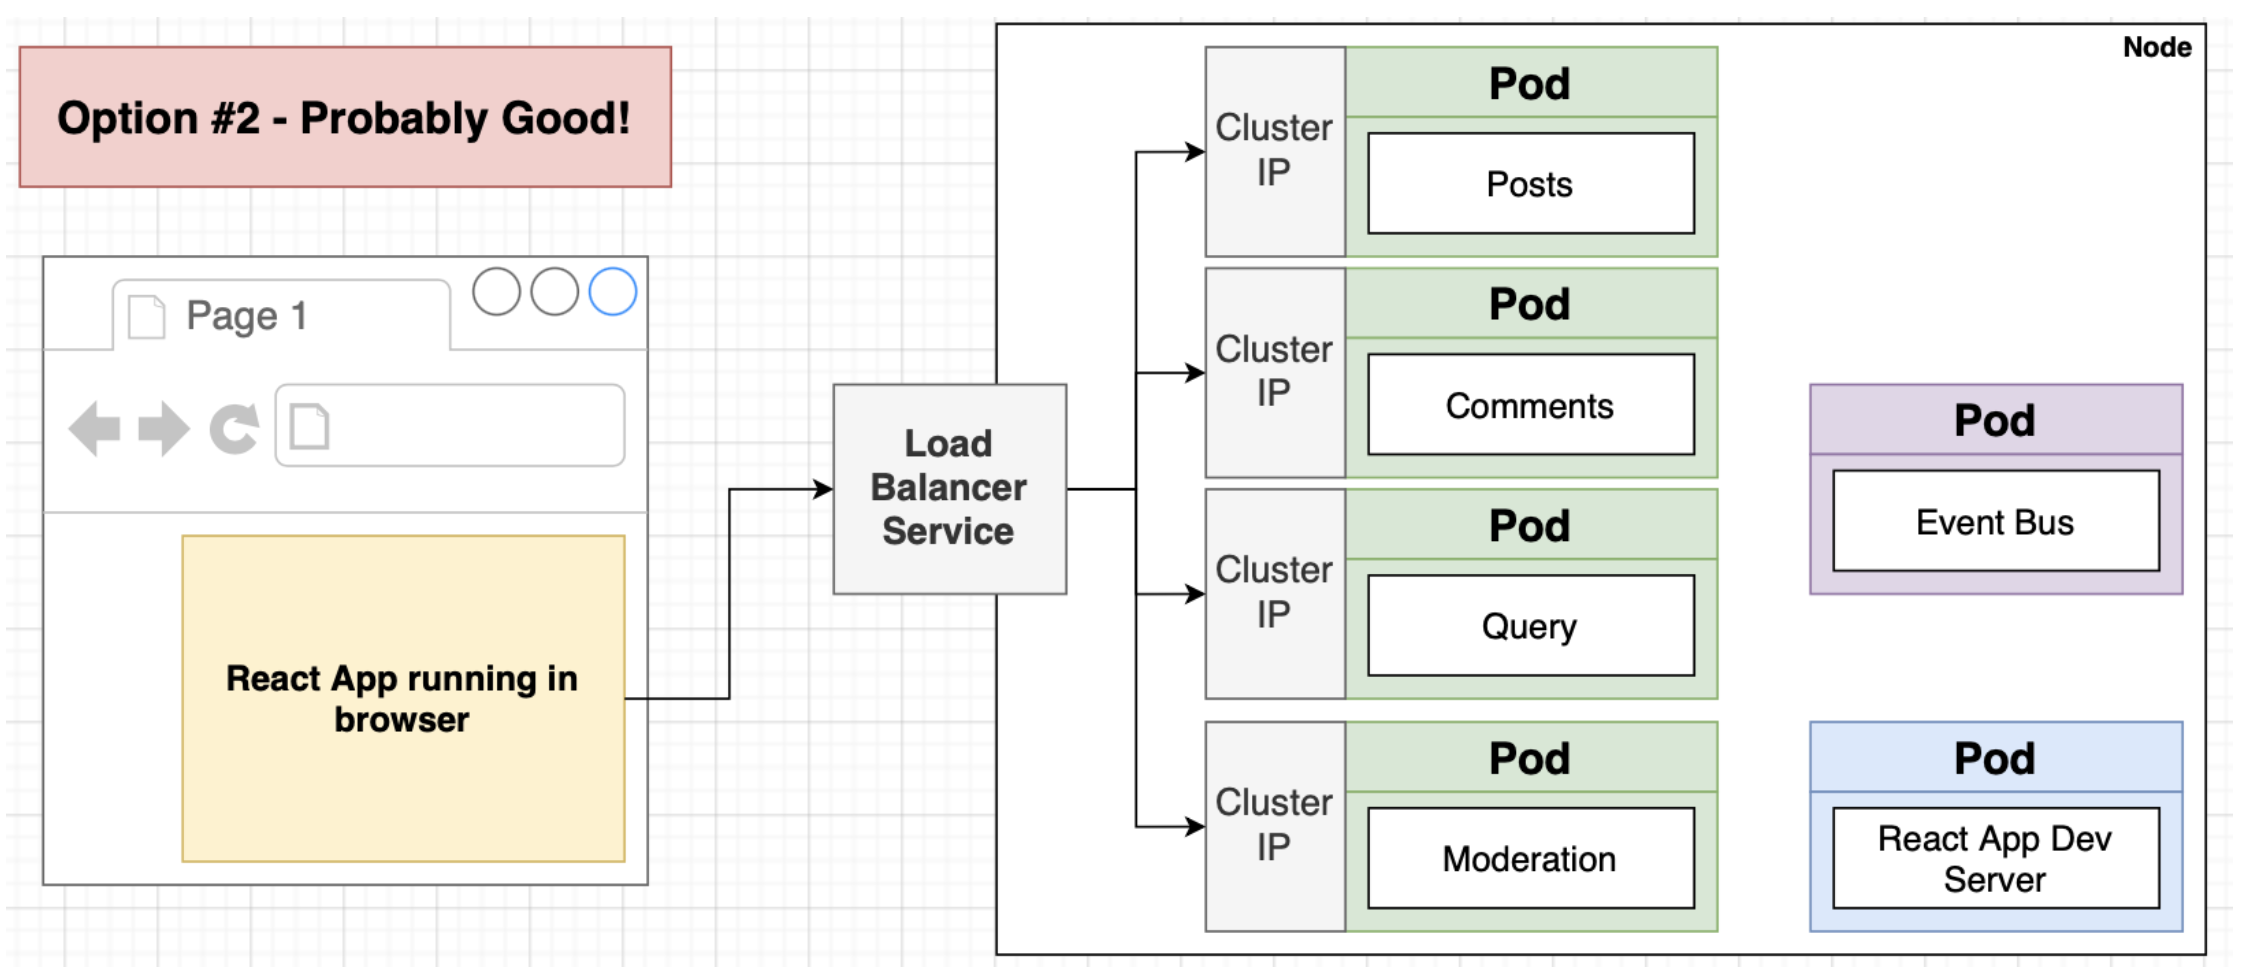 Option #2 - Probably Good!
Page 1
React App running in
browser
Load
Balancer
Service
Node
Cluster
IP
Pod
Posts
Cluster
IP
Pod
Comments
Cluster
IP
Pod
Query
Cluster
IP
Pod
Moderation
Pod
Event Bus
Pod
React App Dev
Server